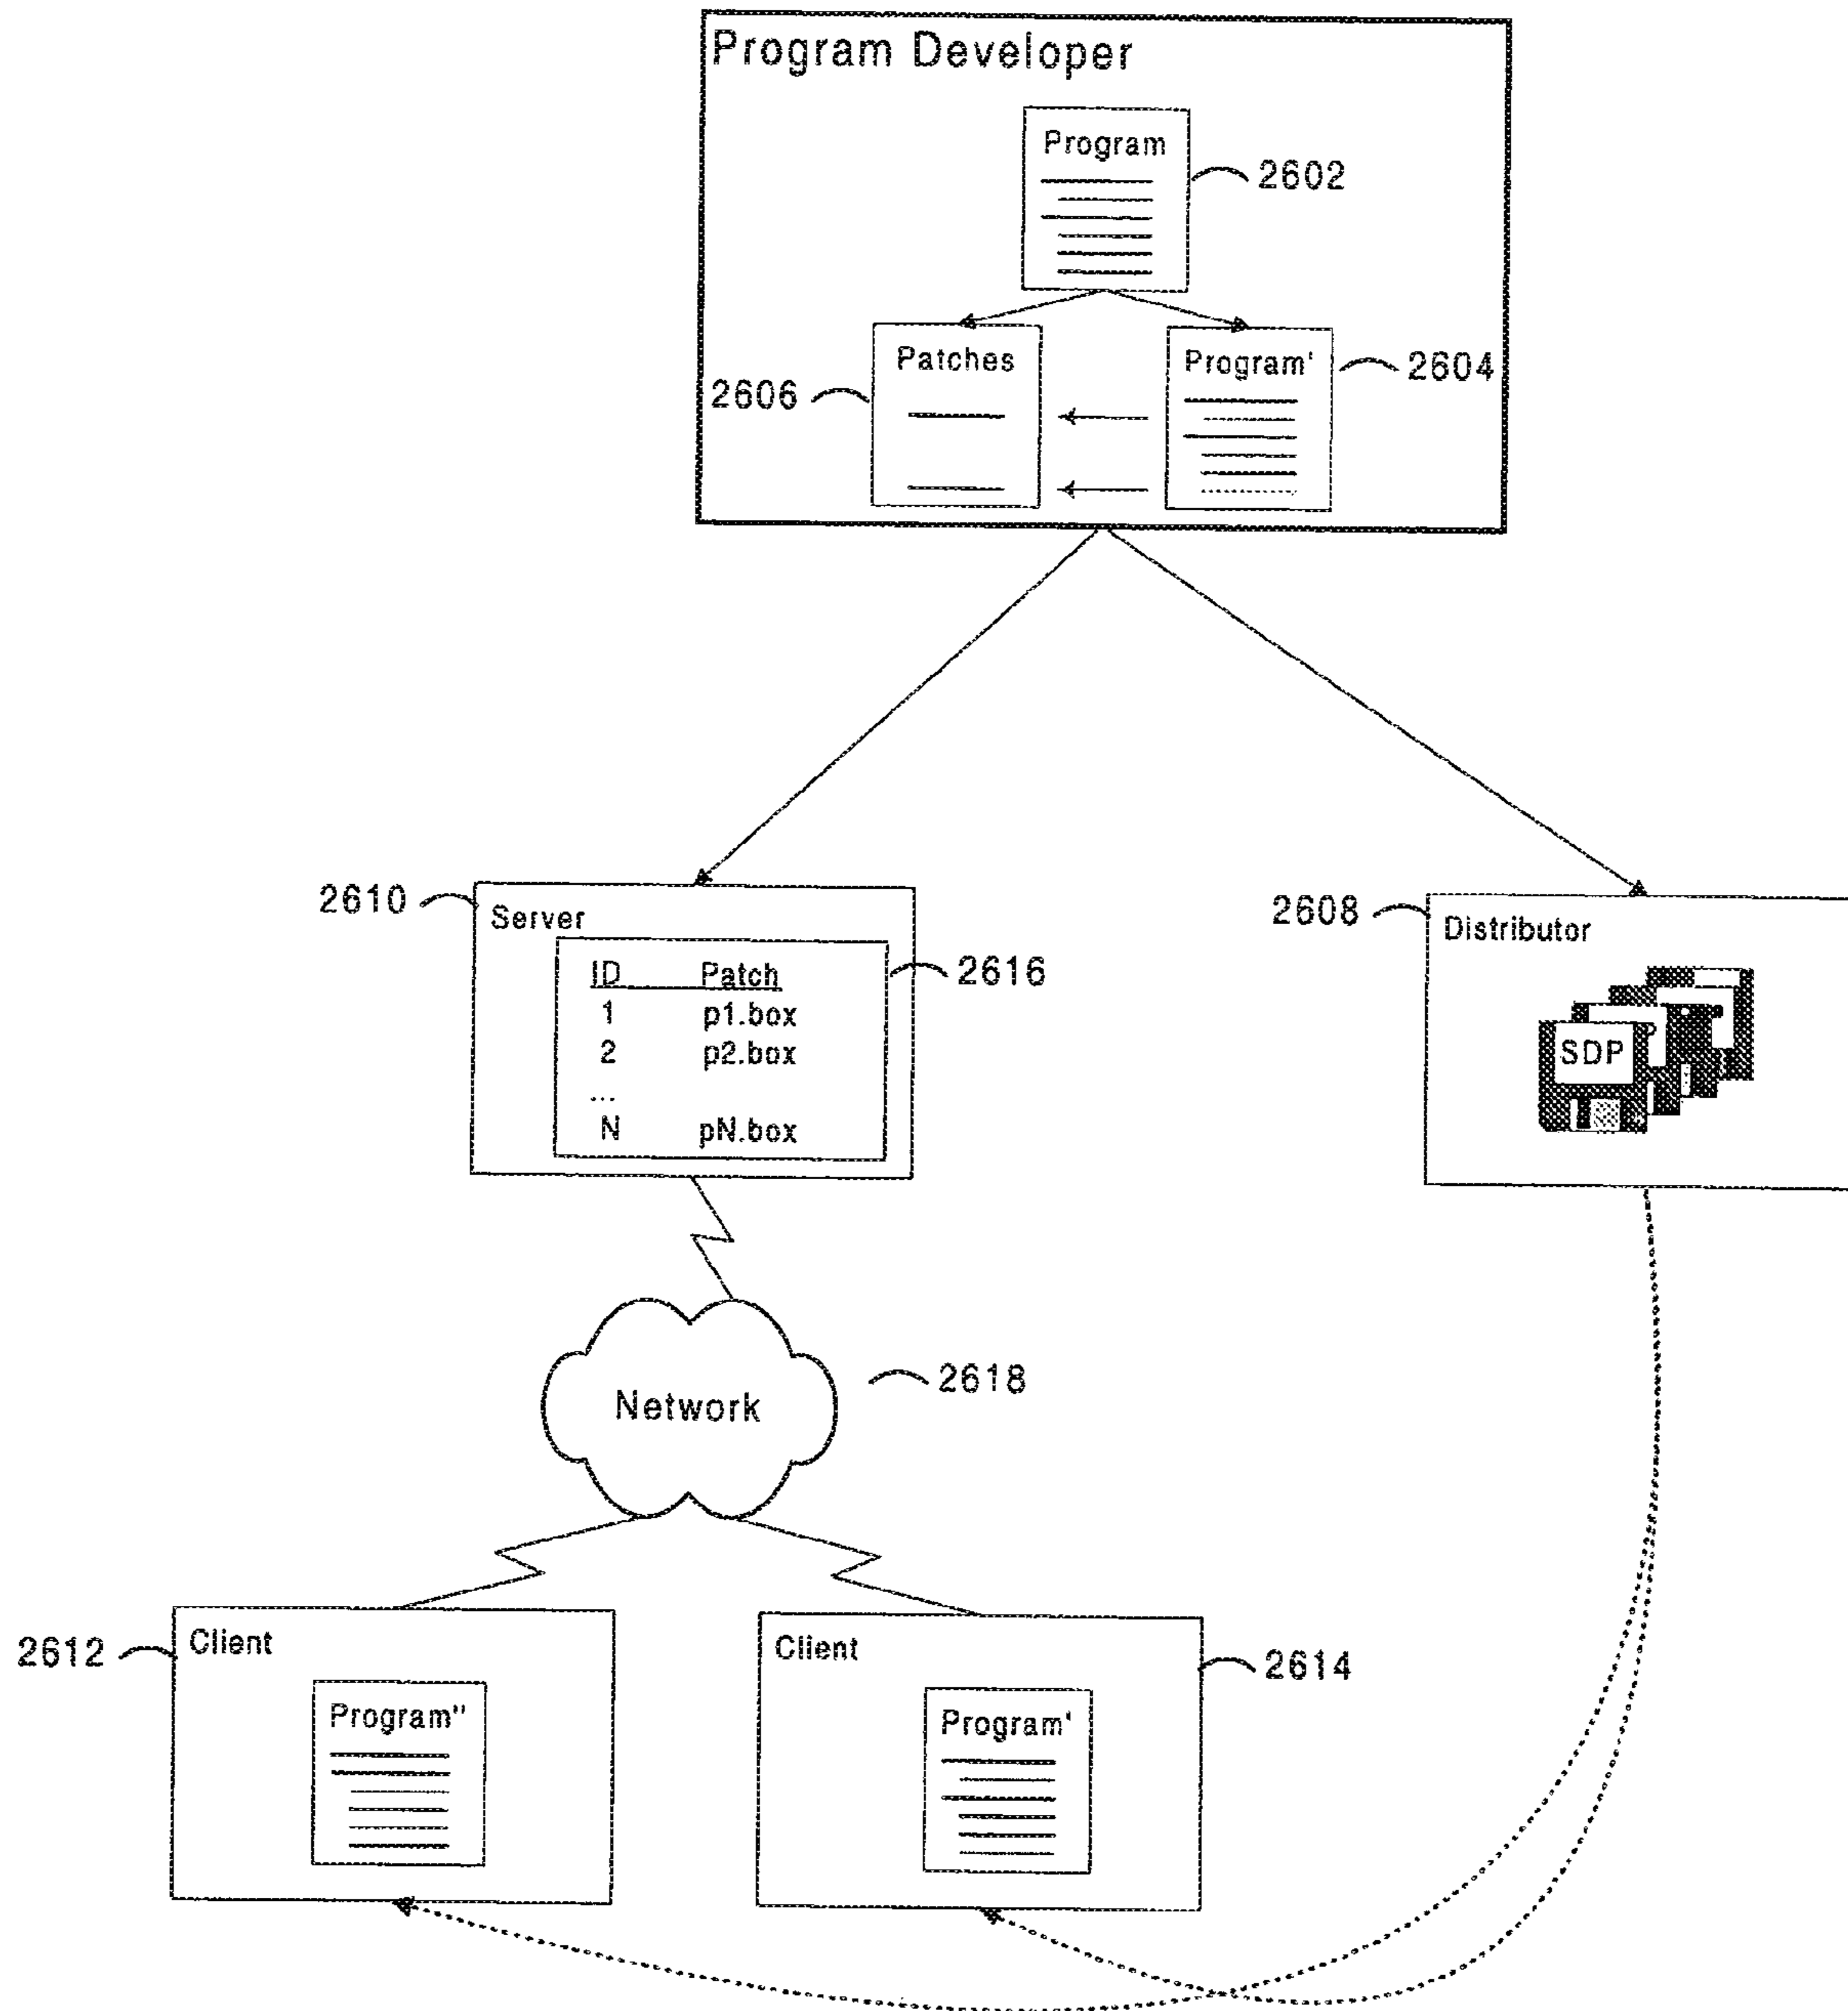 Program Developer
Program
2602
Patches
Program'
2604
2606
2610
Server
ID Patch
1 p1.box
2 p2.box
...
N pN.box
2616
2608
Distributor
SDP
Network
2618
2612
Client
Program"
Client
2614
Program'